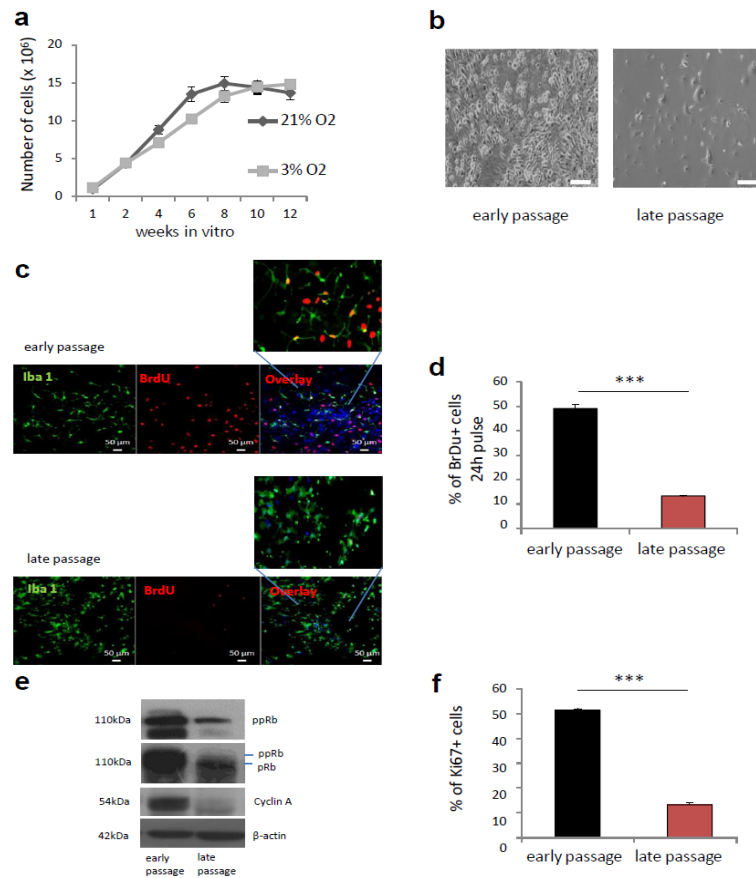 a
Number of cells (x 10⁶)
20
15
10
5
0
21% O2
3% O2
1 2 4 6 8 10 12
weeks in vitro
b
early passage late passage
c
early passage
Iba 1 BrdU Overlay
50 µm 50 µm 50 µm
late passage
Iba 1 BrdU Overlay
50 µm 50 µm 50 µm
d
% of BrDu+ cells
24h pulse
60
50
40
30
20
10
0
***
early passage late passage
e
110kDa ppRb
110kDa ppRb
pRb
54kDa Cyclin A
42kDa β-actin
early late
passage passage
f
% of Ki67+ cells
60
50
40
30
20
10
0
***
early passage late passage